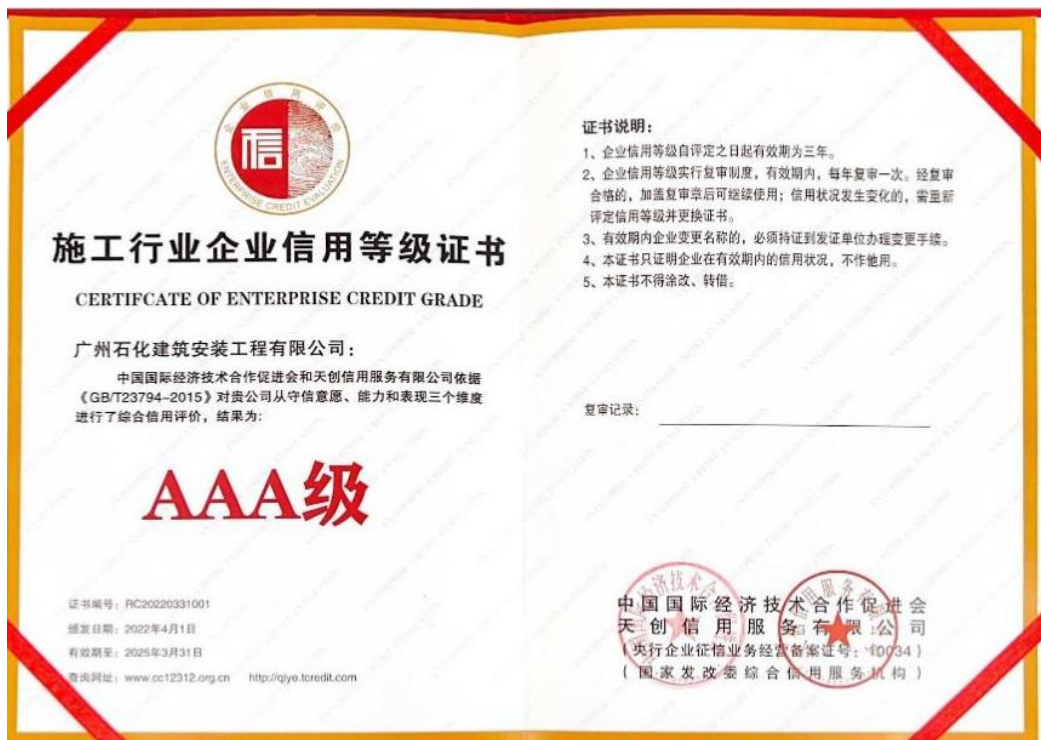 企业信用评价
信
ENTERPRISE CREDIT EVALUATION
施工行业企业信用等级证书
CERTIFCATE OF ENTERPRISE CREDIT GRADE
广州石化建筑安装工程有限公司：
中国国际经济技术合作促进会和天创信用服务有限公司依据
《GB/T23794-2015》对贵公司从守信意愿、能力和表现三个维度
进行了综合信用评价，结果为:
AAA级
证书编号：RC20220331001
颁发日期：2022年4月1日
有效期至：2025年3月31日
查询网址：www.cc12312.org.cn http://qiye.tcredit.com
证书说明：
1、企业信用等级自评定之日起有效期为三年。
2、企业信用等级实行复审制度，有效期内，每年复审一次。经复审
合格的，加盖复审章后可继续使用；信用状况发生变化的，需重新
评定信用等级并更换证书。
3、有效期内企业变更名称的，必须持证到发证单位办理变更手续。
4、本证书只证明企业在有效期内的信用状况，不作他用。
5、本证书不得涂改、转借。
复审记录：
中国国际经济技术合作促进会
天创信用服务有限公司
（央行企业征信业务经营备案证号：10034）
（国家发改委综合信用服务机构）